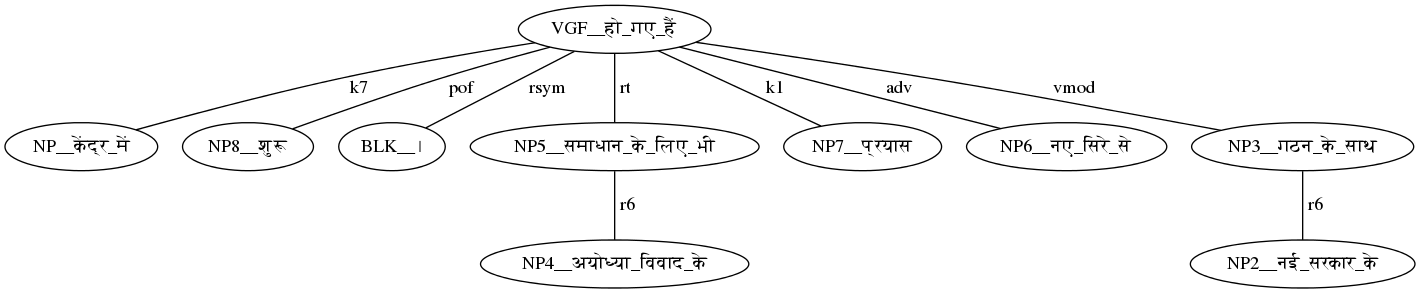 VGF__हो_गए_हैं
k7 pof rsym rt k1 adv vmod
NP__केंद्र_में NP8__शुरू BLK__। NP5__समाधान_के_लिए_भी NP7__प्रयास NP6__नए_सिरे_से NP3__गठन_के_साथ
r6 r6
NP4__अयोध्या_विवाद_के NP2__नई_सरकार_के